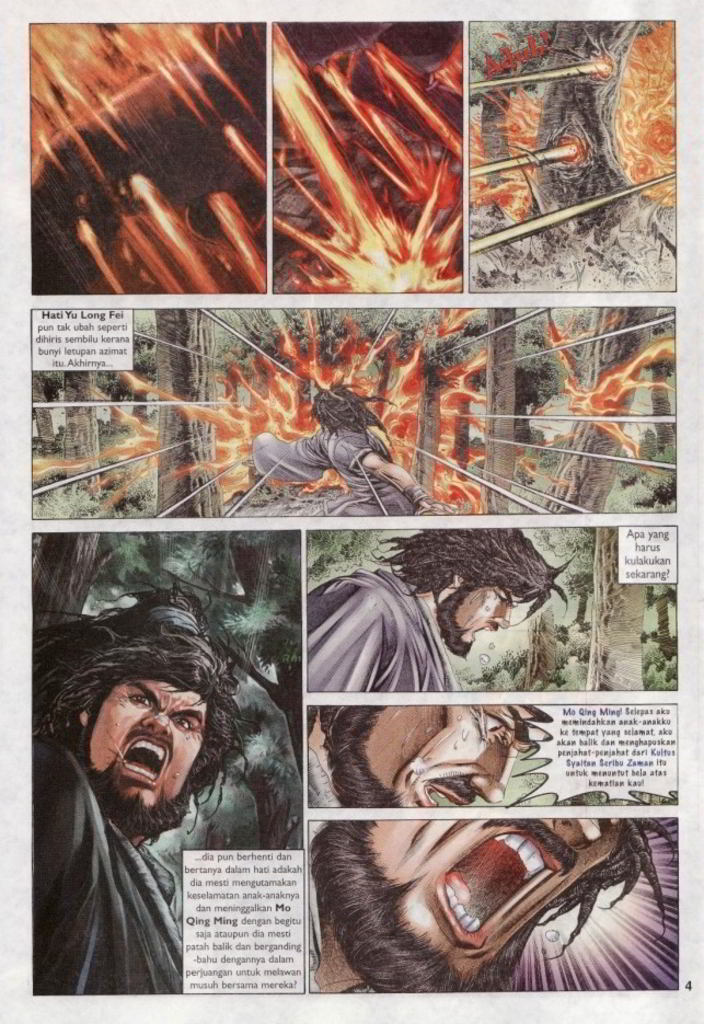 Aduh!
Hati Yu Long Fei
pun tak ubah seperti
dihiris sembilu kerana
bunyi letupan azimat
itu. Akhirnya...
Apa yang
harus
kulakukan
sekarang?
Mo Qing Ming! Selepas aku
memindahkan anak-anakku
ke tempat yang selamat, aku
akan balik dan menghapuskan
penjahat-penjahat dari Kultus
Syaitan Seribu Zaman itu
untuk menuntut bela atas
kematian kau!
...dia pun berhenti dan
bertanya dalam hati adakah
dia mesti mengutamakan
keselamatan anak-anaknya
dan meninggalkan Mo
Qing Ming dengan begitu
saja ataupun dia mesti
patah balik dan berganding
-bahu dengannya dalam
perjuangan untuk melawan
musuh bersama mereka?
4